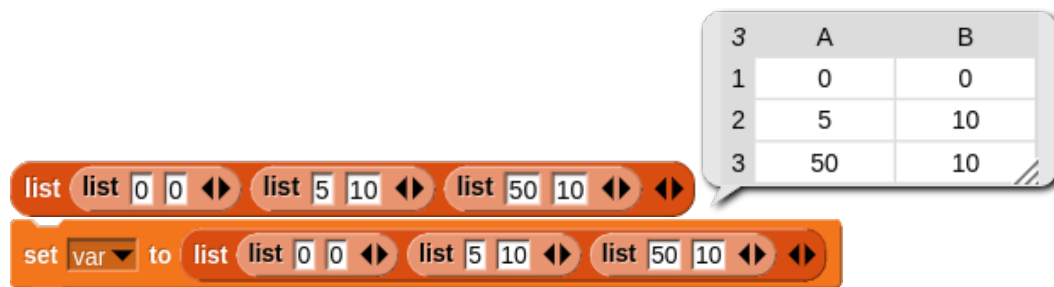 3 A B
1 0 0
2 5 10
3 50 10
list list 0 0 list 5 10 list 50 10
set var to list list 0 0 list 5 10 list 50 10